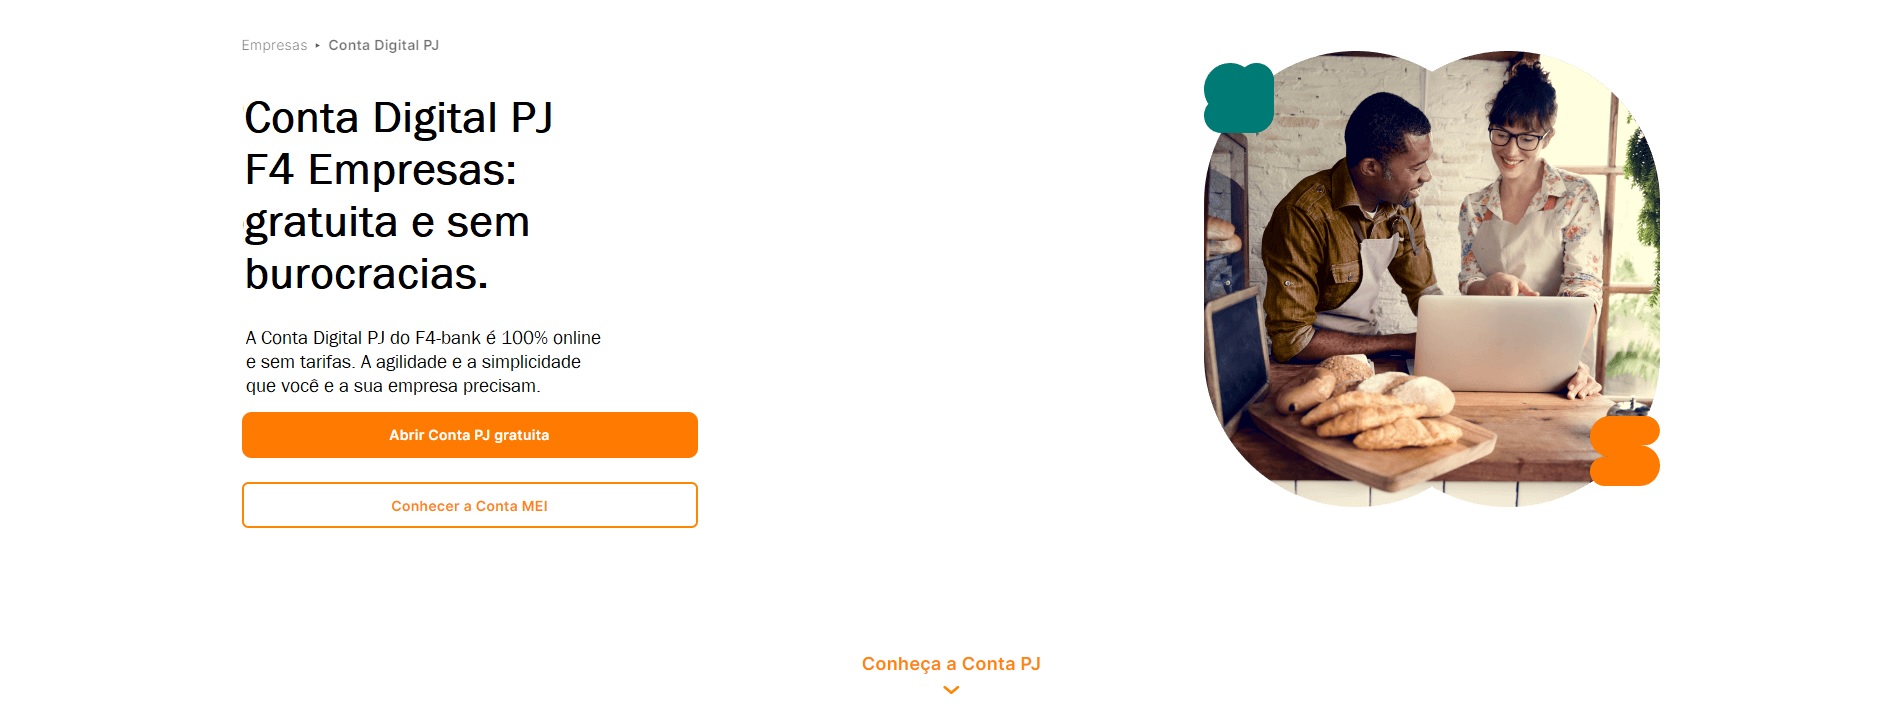 Empresas ‣ Conta Digital PJ
Conta Digital PJ
F4 Empresas:
gratuita e sem
burocracias.
A Conta Digital PJ do F4-bank é 100% online
e sem tarifas. A agilidade e a simplicidade
que você e a sua empresa precisam.
Abrir Conta PJ gratuita
Conhecer a Conta MEI
Conheça a Conta PJ